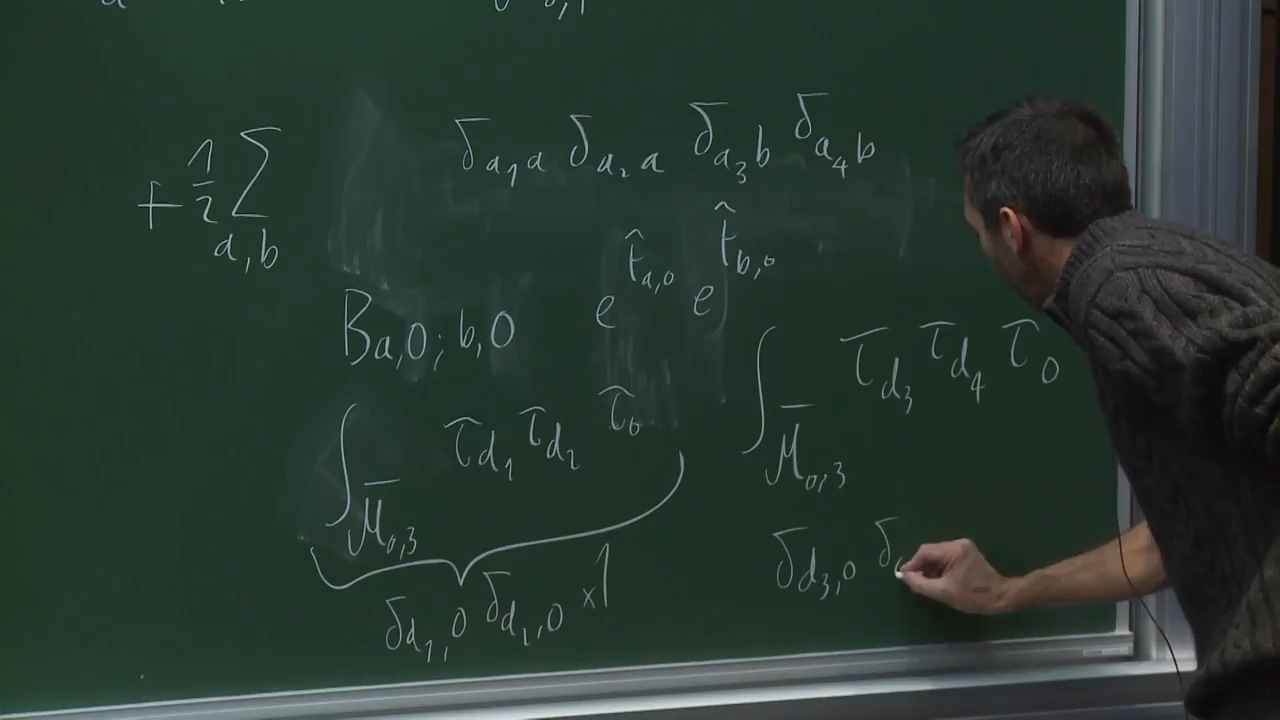 + 1/2 ∑_{a,b} δ_{a_1 a} δ_{a_2 a} δ_{a_3 b} δ_{a_4 b}
B_{a,0;b,0} e^{t̂_{a,0}} e^{t̂_{b,0}}
∫_{M̅_{0,3}} τ_{d_1} τ_{d_2} τ_0 ∫_{M̅_{0,3}} τ_{d_3} τ_{d_4} τ_0
δ_{d_1,0} δ_{d_2,0} ×1 δ_{d_3,0} δ